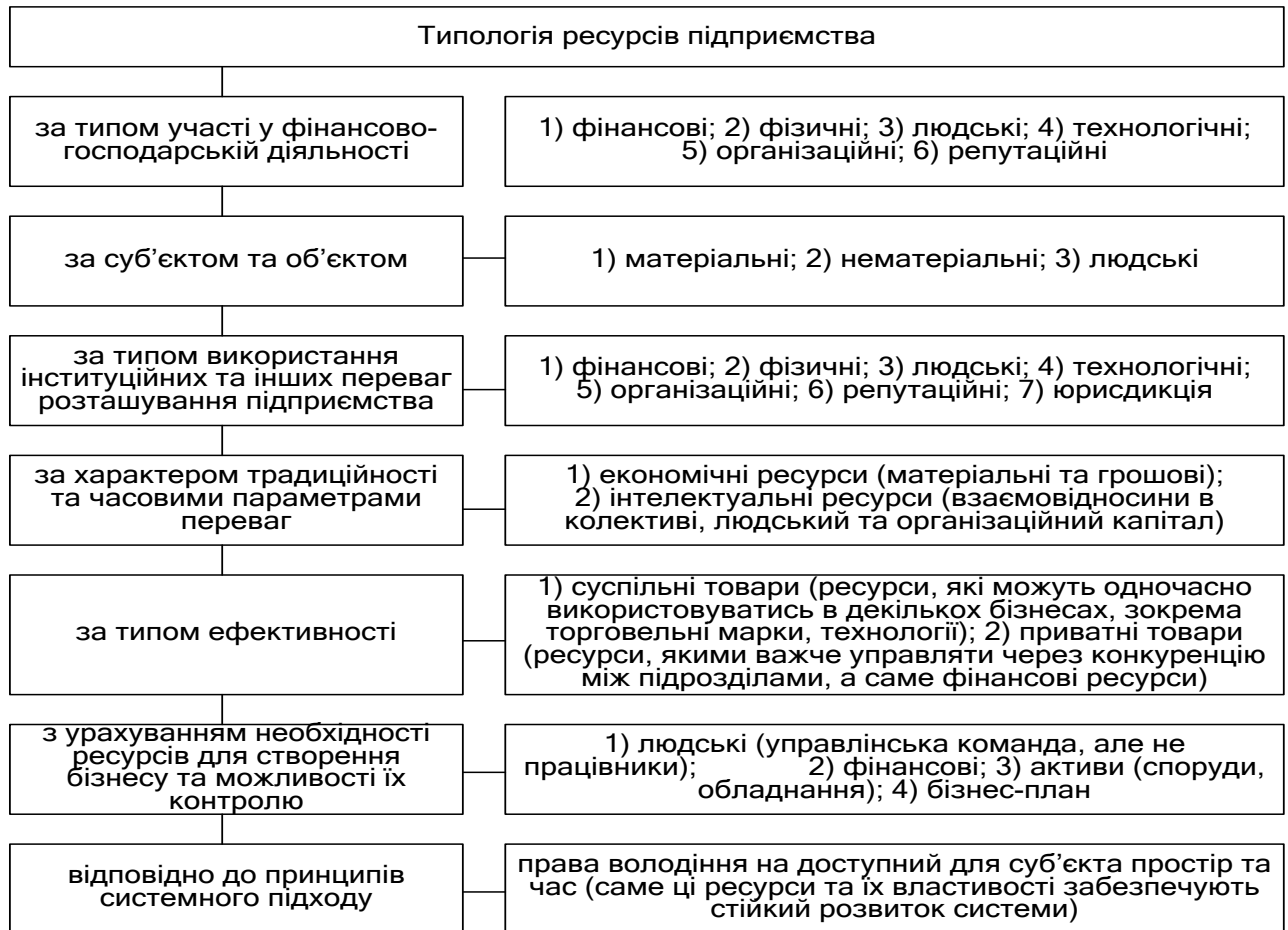 Типологія ресурсів підприємства
за типом участі у фінансово-
господарській діяльності
1) фінансові; 2) фізичні; 3) людські; 4) технологічні;
5) організаційні; 6) репутаційні
за суб’єктом та об’єктом
1) матеріальні; 2) нематеріальні; 3) людські
за типом використання
інституційних та інших переваг
розташування підприємства
1) фінансові; 2) фізичні; 3) людські; 4) технологічні;
5) організаційні; 6) репутаційні; 7) юрисдикція
за характером традиційності
та часовими параметрами
переваг
1) економічні ресурси (матеріальні та грошові);
2) інтелектуальні ресурси (взаємовідносини в
колективі, людський та організаційний капітал)
за типом ефективності
1) суспільні товари (ресурси, які можуть одночасно
використовуватись в декількох бізнесах, зокрема
торговельні марки, технології); 2) приватні товари
(ресурси, якими важче управляти через конкуренцію
між підрозділами, а саме фінансові ресурси)
з урахуванням необхідності
ресурсів для створення
бізнесу та можливості їх
контролю
1) людські (управлінська команда, але не
працівники); 2) фінансові; 3) активи (споруди,
обладнання); 4) бізнес-план
відповідно до принципів
системного підходу
права володіння на доступний для суб’єкта простір та
час (саме ці ресурси та їх властивості забезпечують
стійкий розвиток системи)